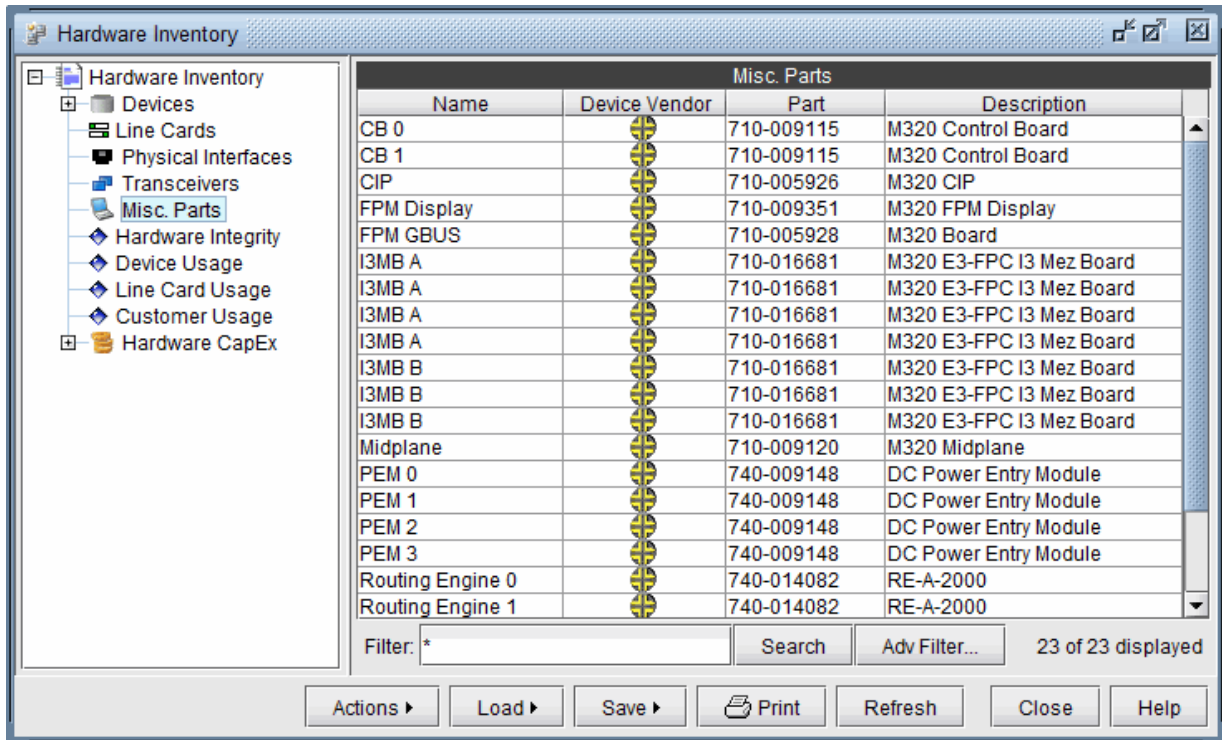 Hardware Inventory
Hardware Inventory
Devices
Line Cards
Physical Interfaces
Transceivers
Misc. Parts
Hardware Integrity
Device Usage
Line Card Usage
Customer Usage
Hardware CapEx
Misc. Parts
Name Device Vendor Part Description
CB 0 710-009115 M320 Control Board
CB 1 710-009115 M320 Control Board
CIP 710-005926 M320 CIP
FPM Display 710-009351 M320 FPM Display
FPM GBUS 710-005928 M320 Board
I3MB A 710-016681 M320 E3-FPC I3 Mez Board
I3MB A 710-016681 M320 E3-FPC I3 Mez Board
I3MB A 710-016681 M320 E3-FPC I3 Mez Board
I3MB A 710-016681 M320 E3-FPC I3 Mez Board
I3MB B 710-016681 M320 E3-FPC I3 Mez Board
I3MB B 710-016681 M320 E3-FPC I3 Mez Board
I3MB B 710-016681 M320 E3-FPC I3 Mez Board
Midplane 710-009120 M320 Midplane
PEM 0 740-009148 DC Power Entry Module
PEM 1 740-009148 DC Power Entry Module
PEM 2 740-009148 DC Power Entry Module
PEM 3 740-009148 DC Power Entry Module
Routing Engine 0 740-014082 RE-A-2000
Routing Engine 1 740-014082 RE-A-2000
Filter: * Search Adv Filter... 23 of 23 displayed
Actions Load Save Print Refresh Close Help